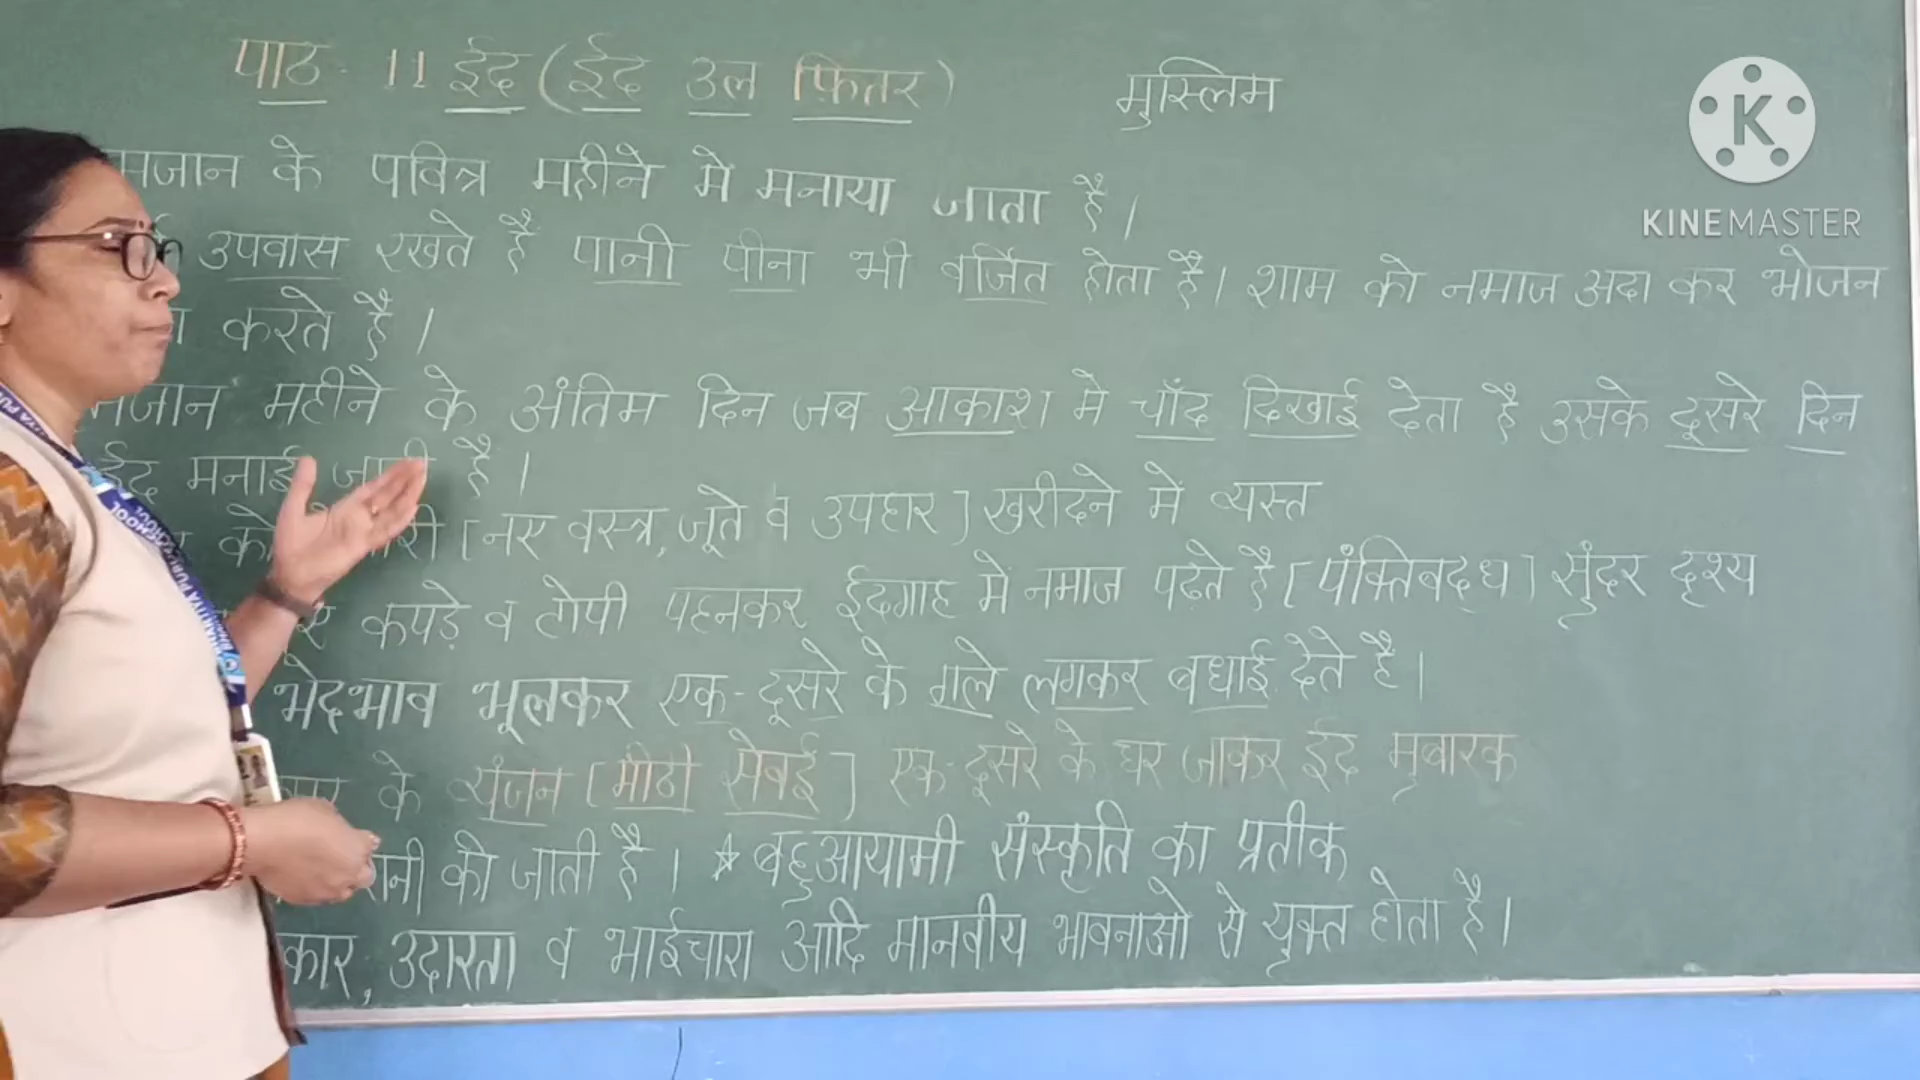 पाठ - 11 ईद (ईद उल फ़ितर) मुस्लिम
K
KINEMASTER
मजान के पवित्र महीने में मनाया जाता है।
उपवास रखते हैं पानी पीना भी वर्जित होता है। शाम को नमाज अदा कर भोजन
करते है।
मजान महीने के अंतिम दिन जब आकाश मे चाँद दिखाई देता है उसके दूसरे दिन
ईद मनाई जाती है।
को [नए वस्त्र, जूते व उपहार] खरीदने में व्यस्त
कपड़े व टोपी पहनकर ईदगाह में नमाज पढ़ते है [पंक्तिबद्ध] सुंदर दृश्य
भेदभाव भूलकर एक-दूसरे के गले लगकर बधाई देते हैं।
के व्यंजन [मीठी सेवई] एक-दूसरे के घर जाकर ईद मुबारक
की जाती है। * बहुआयामी संस्कृति का प्रतीक
कार, उदारता व भाईचारा आदि मानवीय भावनाओ से युक्त होता है।